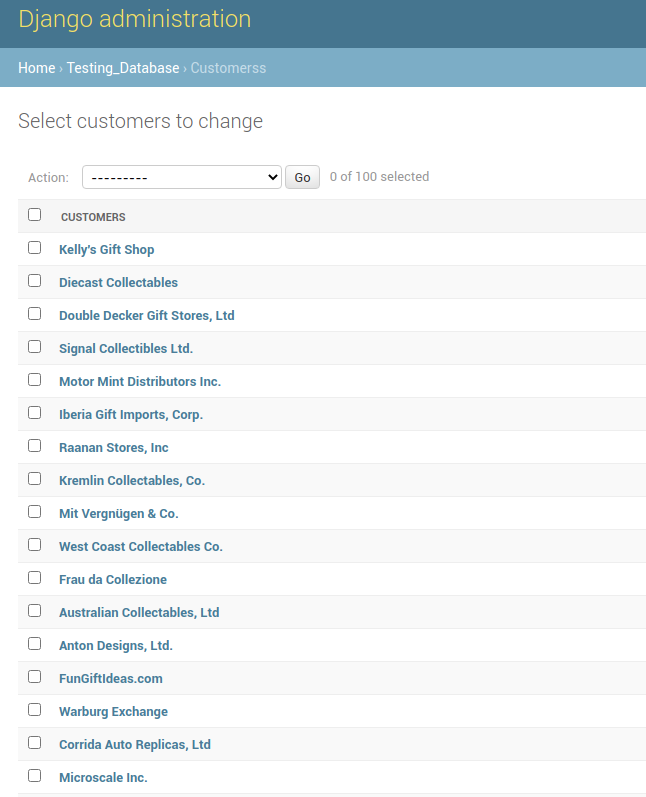 Django administration
Home › Testing_Database › Customerss
Select customers to change
Action: --------- Go 0 of 100 selected
CUSTOMERS
Kelly's Gift Shop
Diecast Collectables
Double Decker Gift Stores, Ltd
Signal Collectibles Ltd.
Motor Mint Distributors Inc.
Iberia Gift Imports, Corp.
Raanan Stores, Inc
Kremlin Collectables, Co.
Mit Vergnügen & Co.
West Coast Collectables Co.
Frau da Collezione
Australian Collectables, Ltd
Anton Designs, Ltd.
FunGiftIdeas.com
Warburg Exchange
Corrida Auto Replicas, Ltd
Microscale Inc.